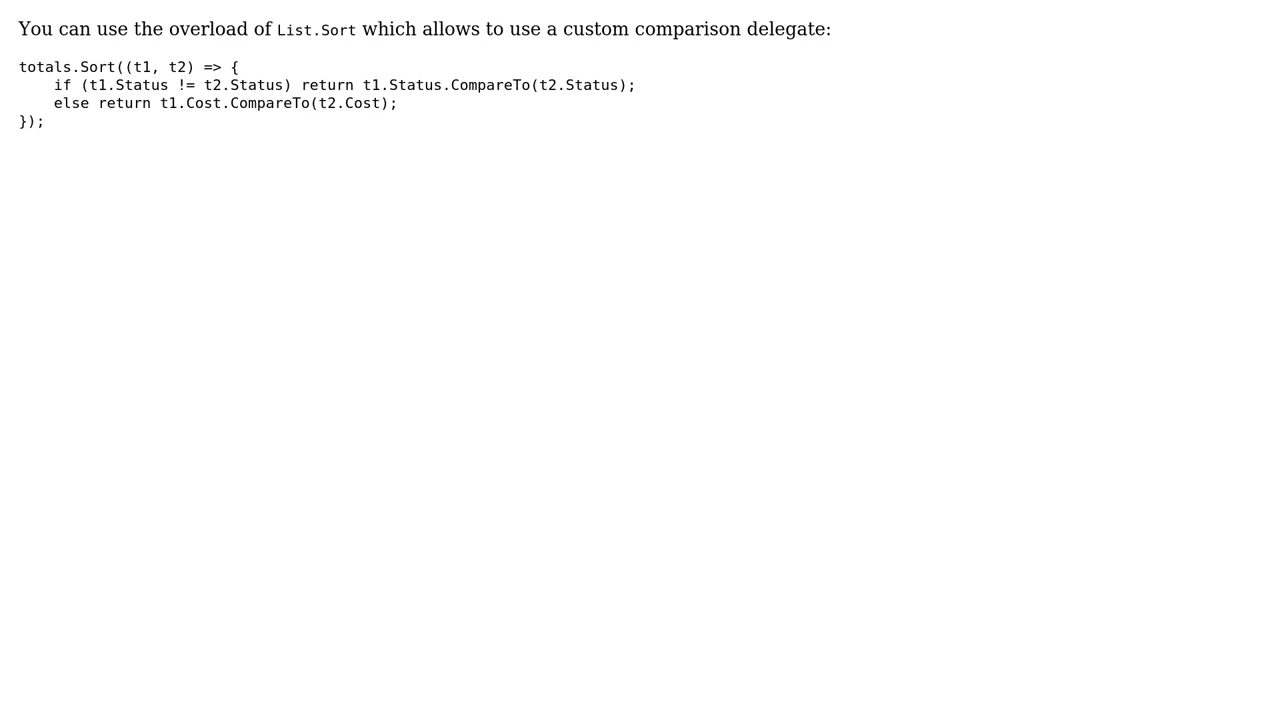 You can use the overload of List.Sort which allows to use a custom comparison delegate:
totals.Sort((t1, t2) => {
    if (t1.Status != t2.Status) return t1.Status.CompareTo(t2.Status);
    else return t1.Cost.CompareTo(t2.Cost);
});